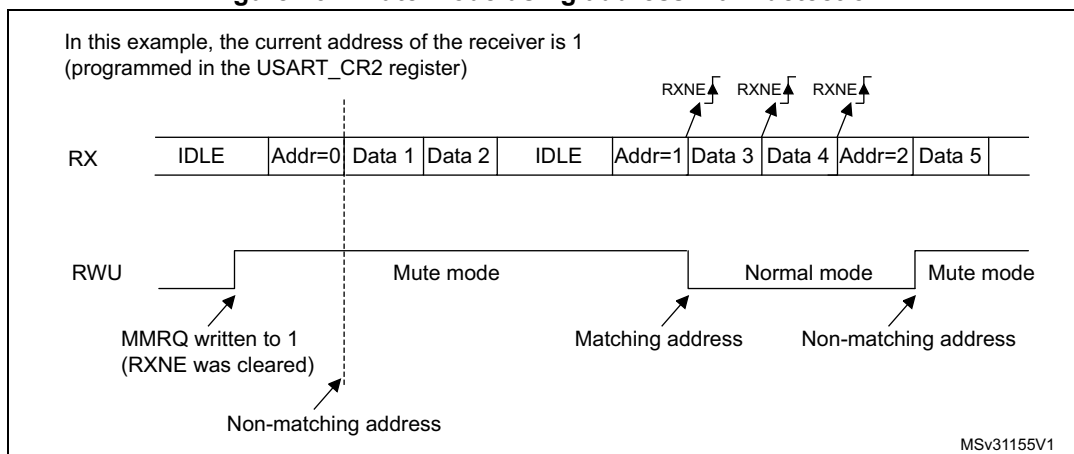 In this example, the current address of the receiver is 1
(programmed in the USART_CR2 register)
RXNE RXNE RXNE
RX IDLE Addr=0 Data 1 Data 2 IDLE Addr=1 Data 3 Data 4 Addr=2 Data 5
RWU Mute mode Normal mode Mute mode
MMRQ written to 1 Matching address Non-matching address
(RXNE was cleared)
Non-matching address
MSv31155V1